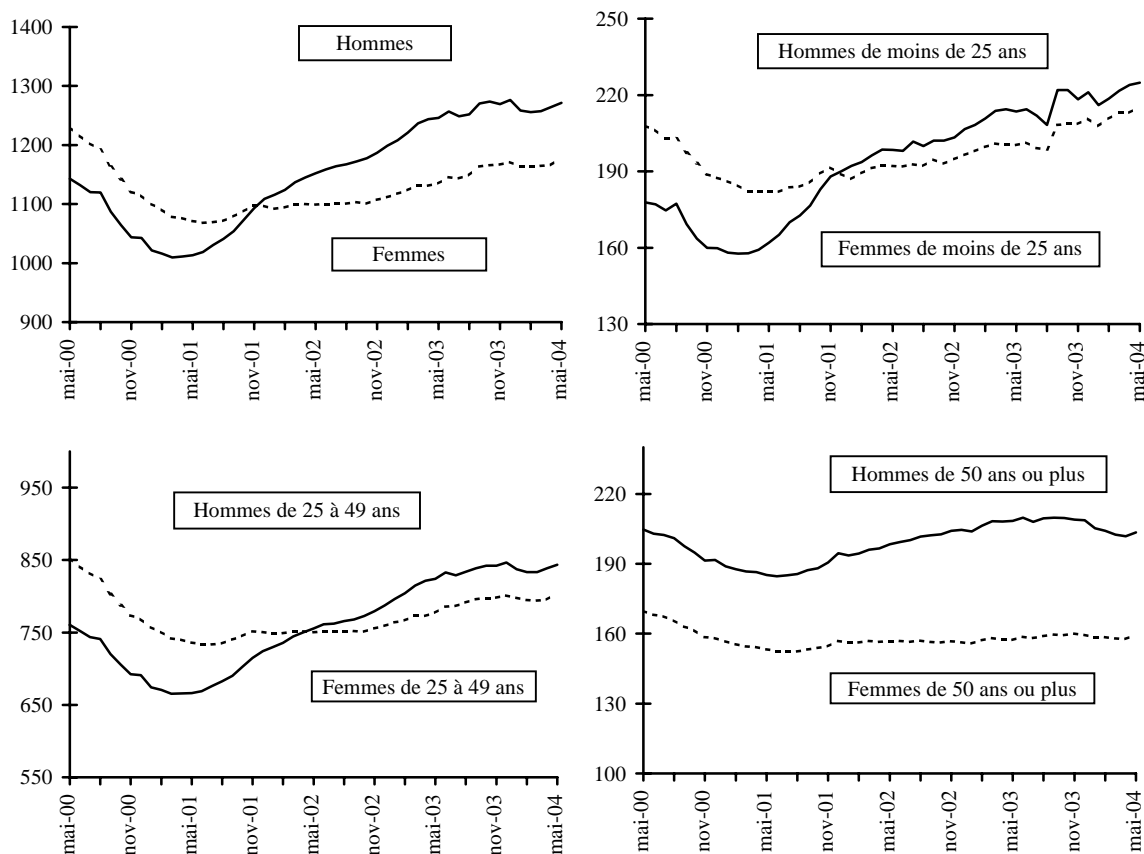 1400
1300
1200
1100
1000
900
Hommes
Femmes
mai-00
nov-00
mai-01
nov-01
mai-02
nov-02
mai-03
nov-03
mai-04
250
220
190
160
130
Hommes de moins de 25 ans
Femmes de moins de 25 ans
mai-00
nov-00
mai-01
nov-01
mai-02
nov-02
mai-03
nov-03
mai-04
950
850
750
650
550
Hommes de 25 à 49 ans
Femmes de 25 à 49 ans
mai-00
nov-00
mai-01
nov-01
mai-02
nov-02
mai-03
nov-03
mai-04
220
190
160
130
100
Hommes de 50 ans ou plus
Femmes de 50 ans ou plus
mai-00
nov-00
mai-01
nov-01
mai-02
nov-02
mai-03
nov-03
mai-04